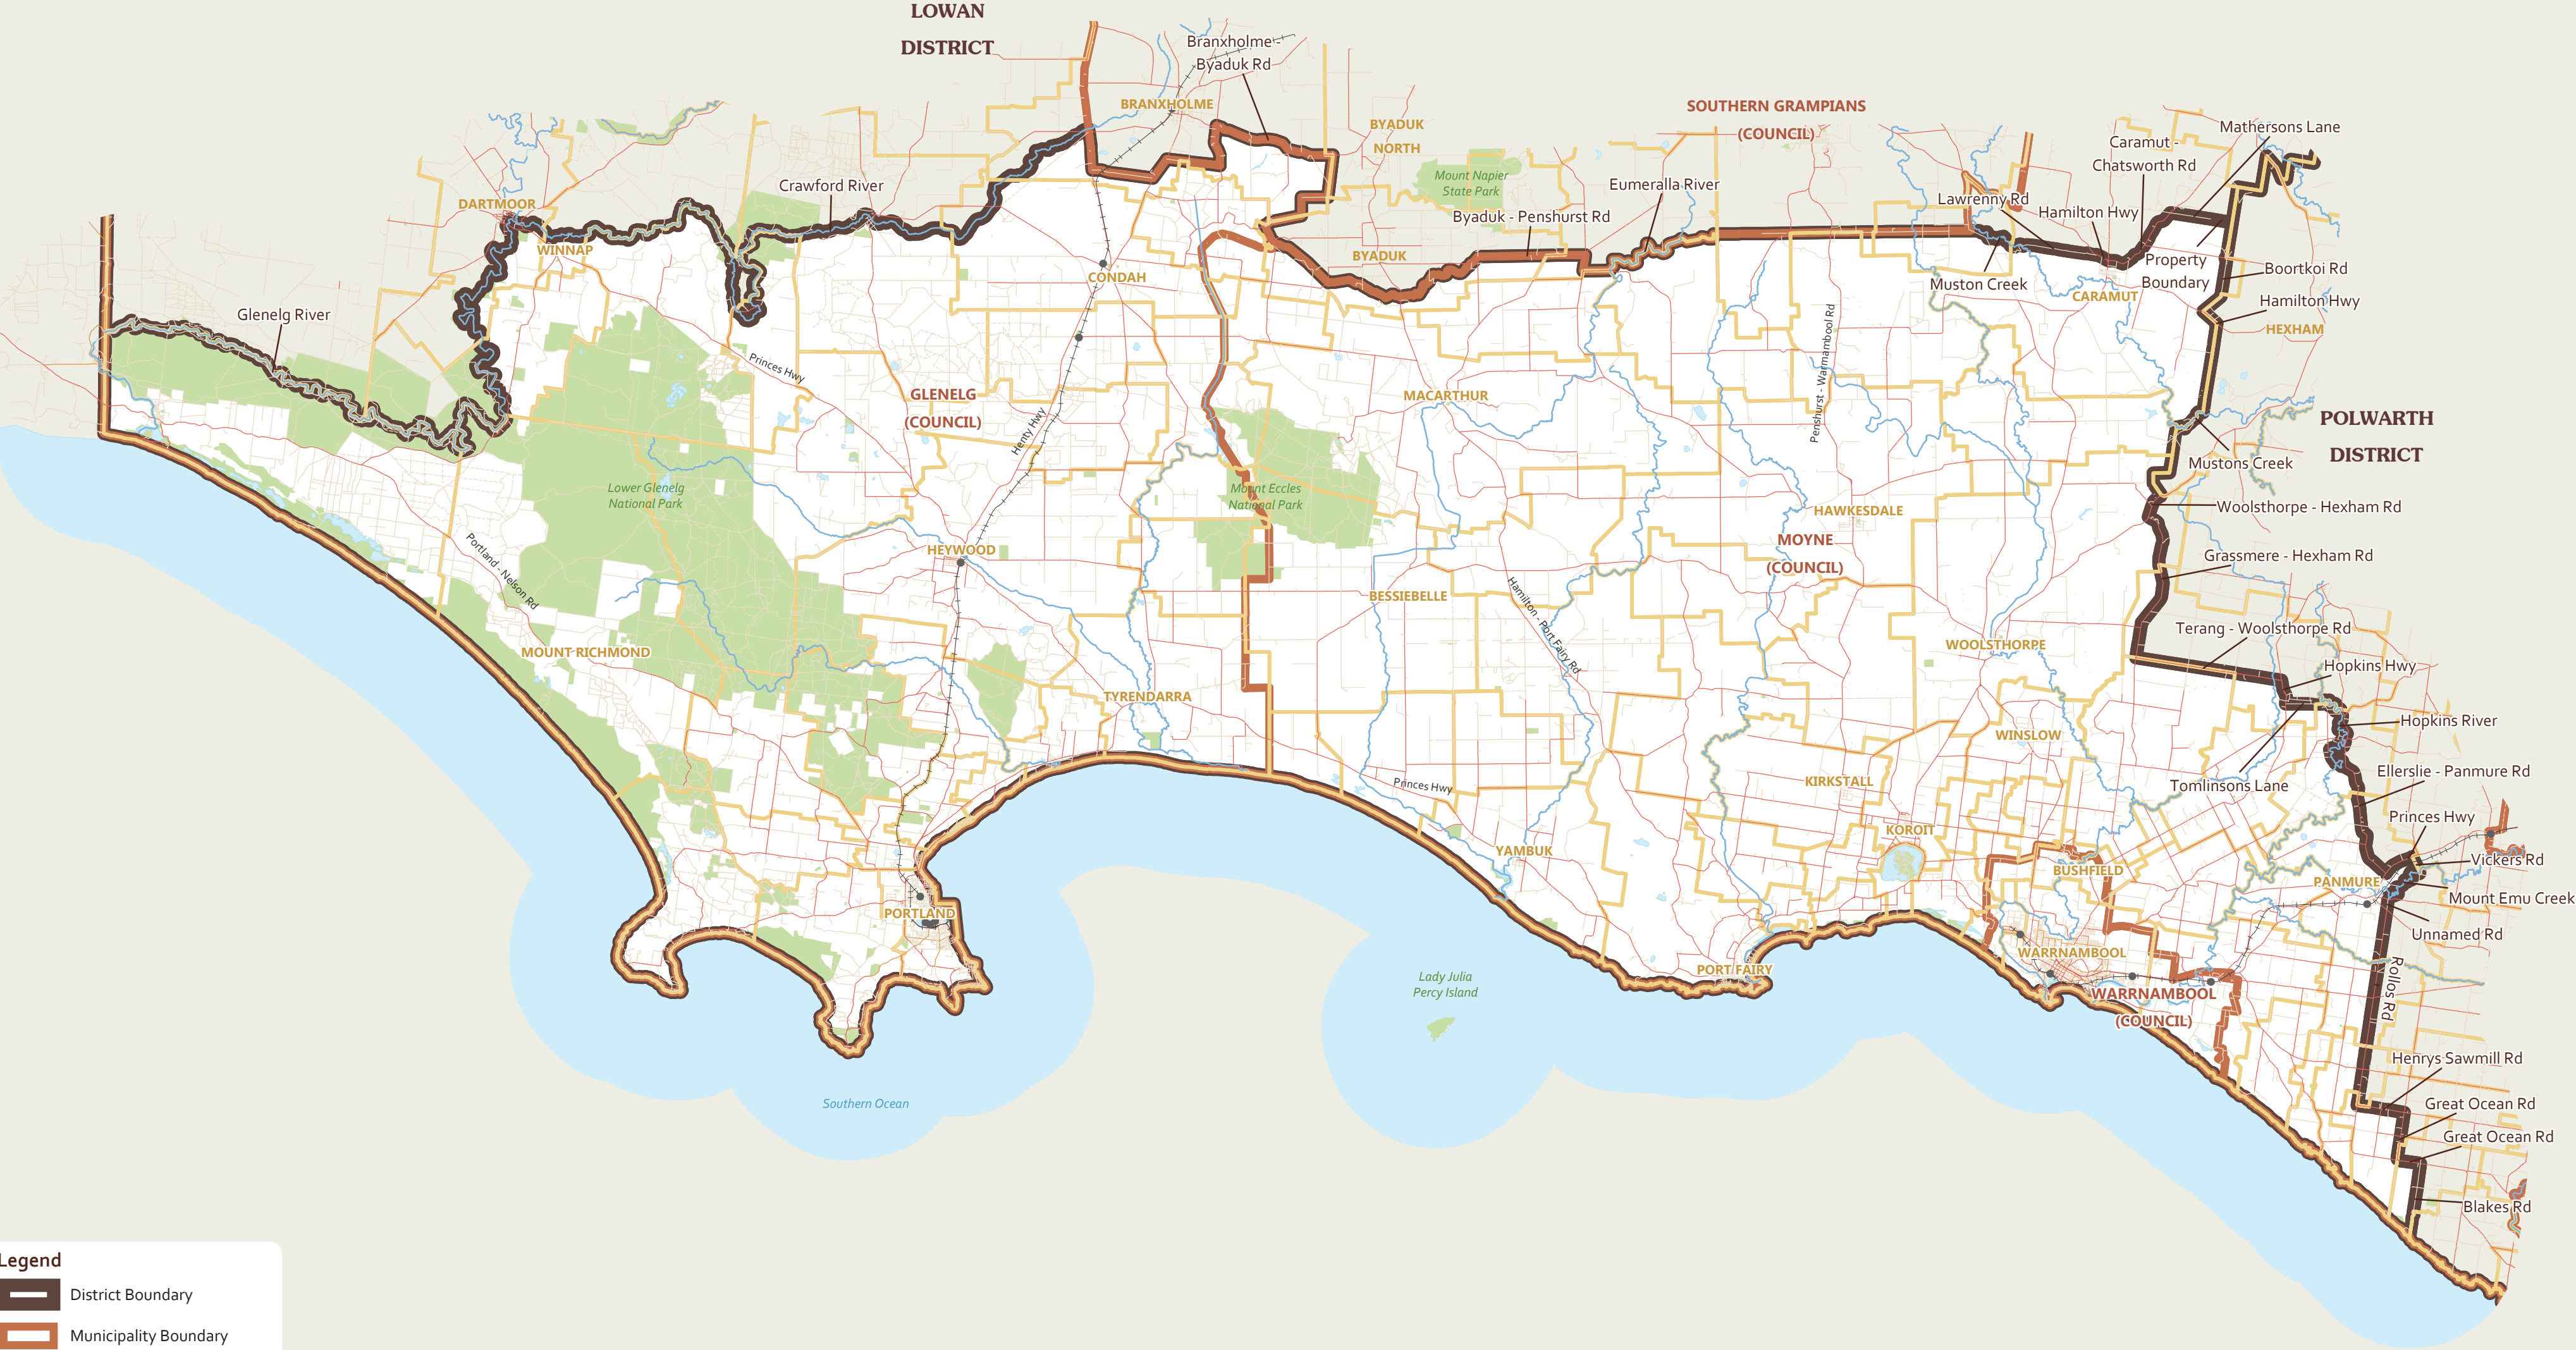 LOWAN
DISTRICT
Branxholme -
Byaduk Rd
BRANXHOLME
BYADUK
NORTH
SOUTHERN GRAMPIANS
(COUNCIL)
Mathersons Lane
Caramut -
Chatsworth Rd
Mount Napier
State Park
Crawford River
Eumeralla River
Lawrenny Rd
Hamilton Hwy
DARTMOOR
Byaduk - Penshurst Rd
WINNAP
BYADUK
Property
Boundary
Boortkoi Rd
CONDAH
Muston Creek
CARAMUT
Hamilton Hwy
HEXHAM
Glenelg River
Princes Hwy
Penshurst - Warrnambool Rd
GLENELG
(COUNCIL)
MACARTHUR
Henty Hwy
POLWARTH
DISTRICT
Mustons Creek
Lower Glenelg
National Park
Mount Eccles
National Park
Woolsthorpe - Hexham Rd
HAWKESDALE
MOYNE
(COUNCIL)
Grassmere - Hexham Rd
HEYWOOD
Portland - Nelson Rd
BESSIEBELLE
Hamilton - Port Fairy Rd
Terang - Woolsthorpe Rd
WOOLSTHORPE
MOUNT RICHMOND
Hopkins Hwy
TYRENDARRA
Hopkins River
WINSLOW
Ellerslie - Panmure Rd
KIRKSTALL
Tomlinsons Lane
Princes Hwy
Princes Hwy
KOROIT
YAMBUK
Vickers Rd
BUSHFIELD
PANMURE
Mount Emu Creek
PORTLAND
Unnamed Rd
WARRNAMBOOL
PORT FAIRY
Rollos Rd
Lady Julia
Percy Island
WARRNAMBOOL
(COUNCIL)
Henrys Sawmill Rd
Southern Ocean
Great Ocean Rd
Great Ocean Rd
Blakes Rd
Legend
District Boundary
Municipality Boundary